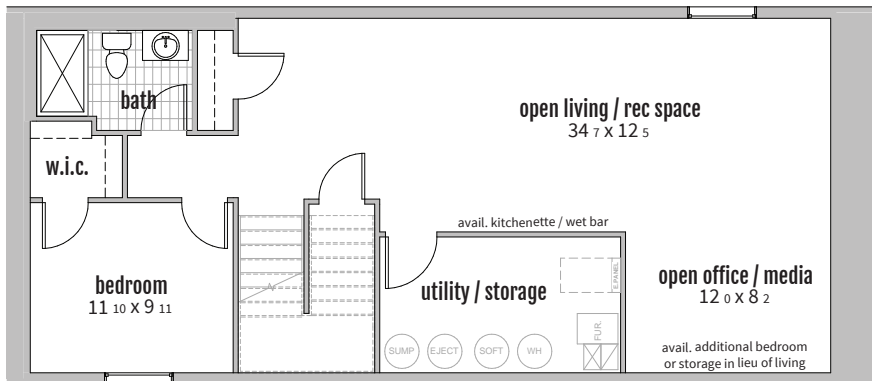 bath
open living / rec space
34 7 x 12 5
w.i.c.
avail. kitchenette / wet bar
bedroom
11 10 x 9 11
utility / storage
E.PANEL
open office / media
12 0 x 8 2
FUR.
SUMP
EJECT
SOFT
WH
avail. additional bedroom
or storage in lieu of living